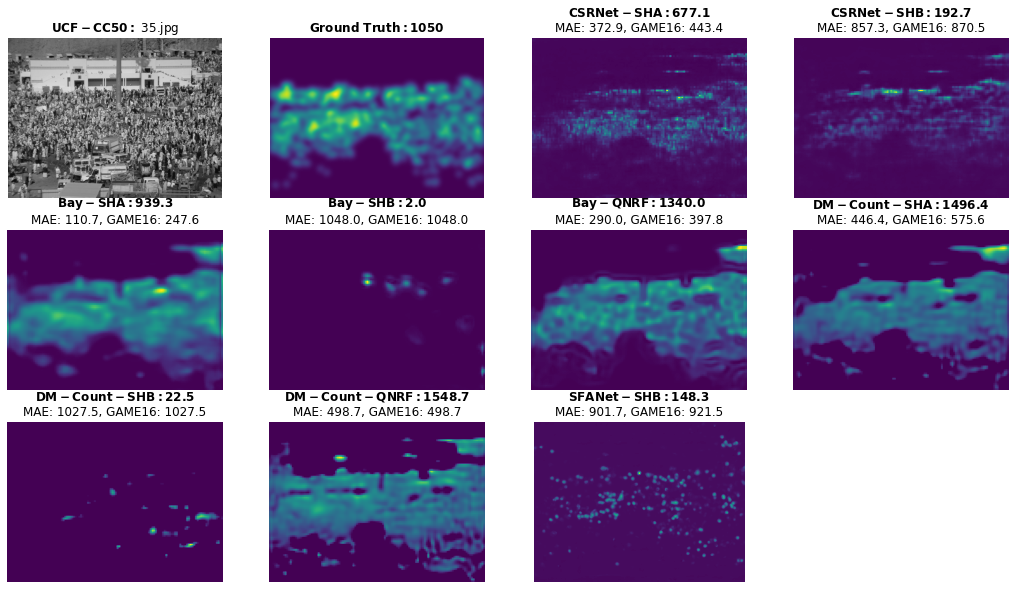 UCF − CC50 : 35.jpg
Ground Truth : 1050
CSRNet − SHA : 677.1
MAE: 372.9, GAME16: 443.4
CSRNet − SHB : 192.7
MAE: 857.3, GAME16: 870.5
Bay − SHA : 939.3
MAE: 110.7, GAME16: 247.6
Bay − SHB : 2.0
MAE: 1048.0, GAME16: 1048.0
Bay − QNRF : 1340.0
MAE: 290.0, GAME16: 397.8
DM − Count − SHA : 1496.4
MAE: 446.4, GAME16: 575.6
DM − Count − SHB : 22.5
MAE: 1027.5, GAME16: 1027.5
DM − Count − QNRF : 1548.7
MAE: 498.7, GAME16: 498.7
SFANet − SHB : 148.3
MAE: 901.7, GAME16: 921.5